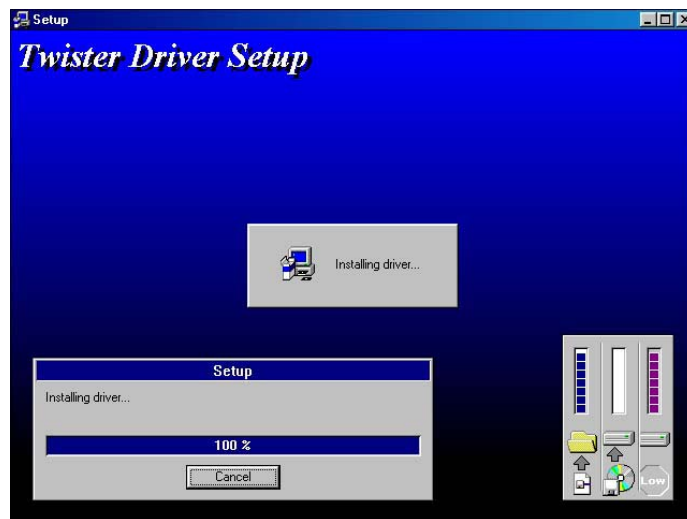 Setup
Twister Driver Setup
Installing driver...
Setup
Installing driver...
100 %
Cancel
Low